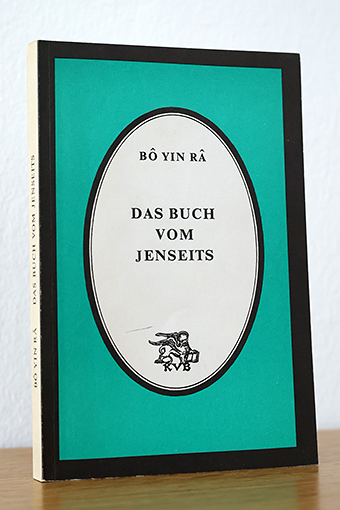 BÔ YIN RÂ
DAS BUCH
VOM
JENSEITS
KVB
BÔ YIN RÂ DAS BUCH VOM JENSEITS